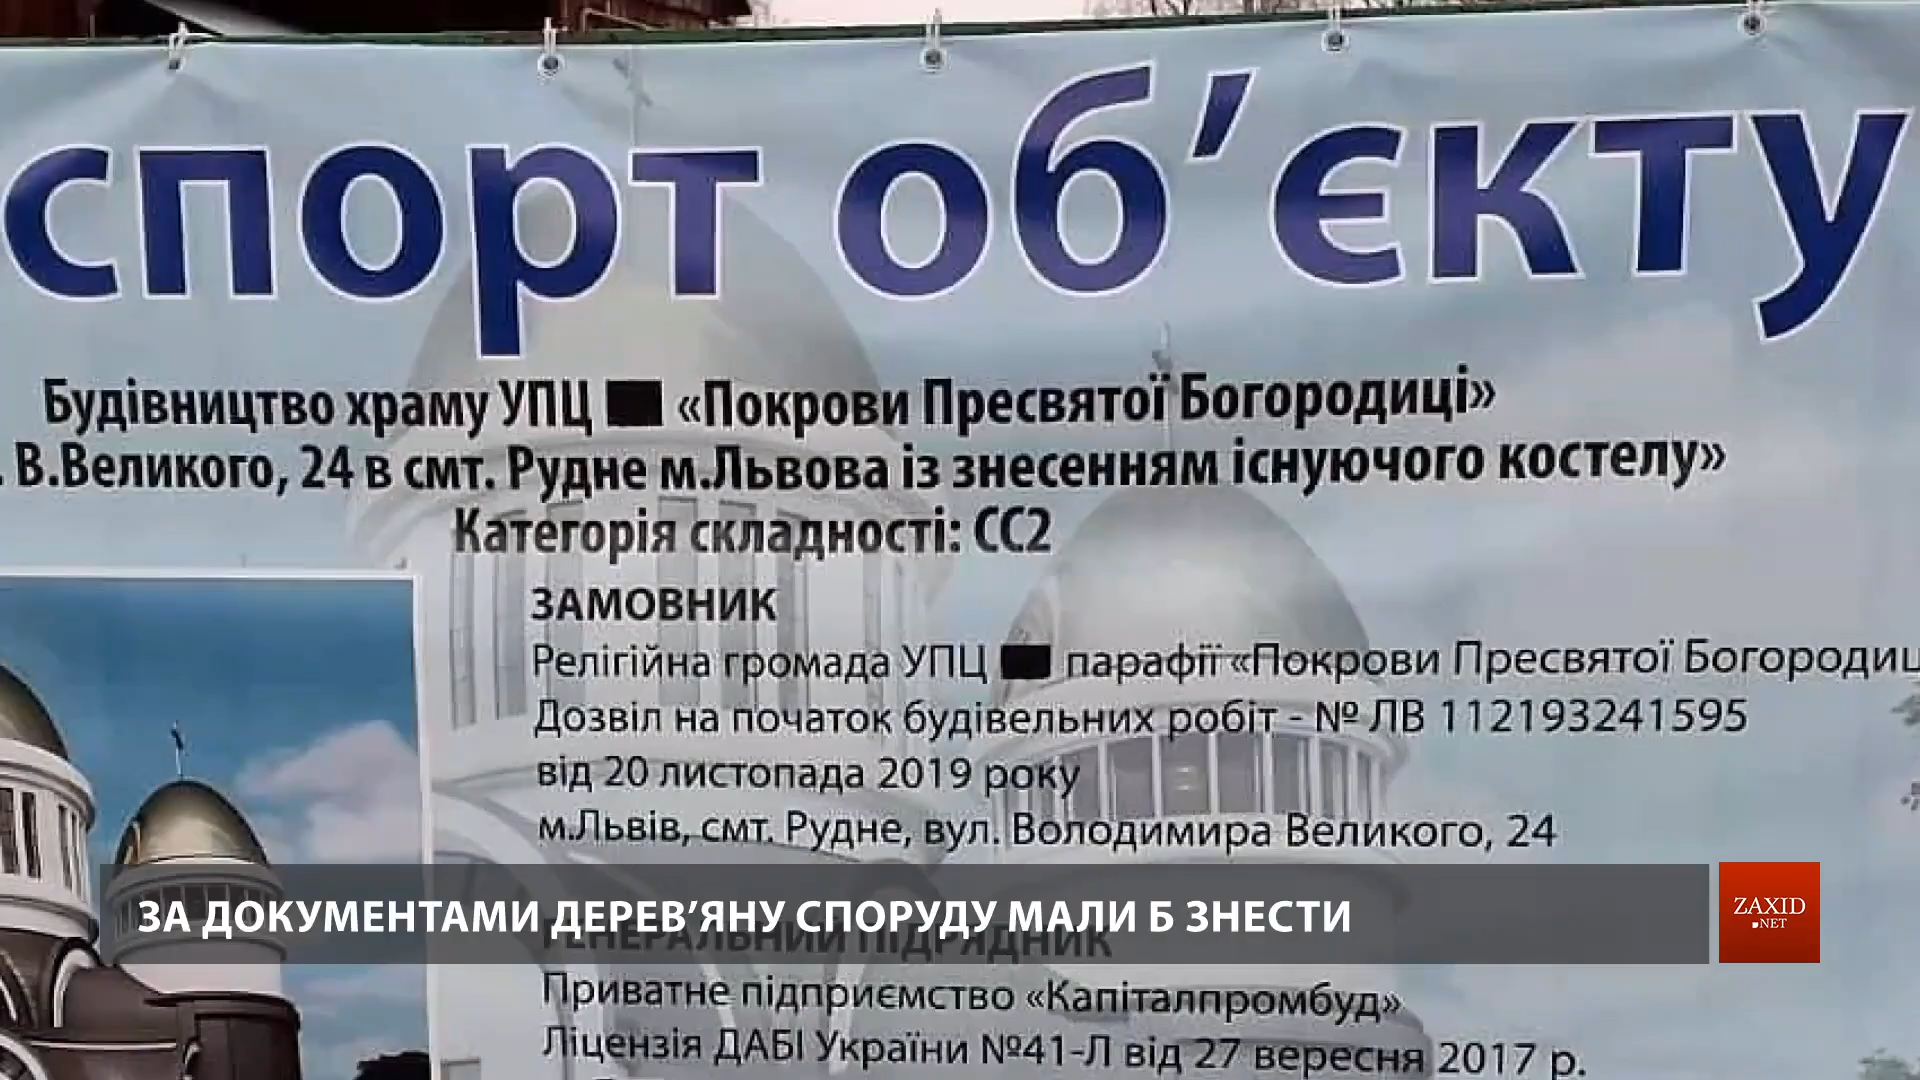 спорт об’єкту
Будівництво храму УПЦ «Покрови Пресвятої Богородиці»
. В.Великого, 24 в смт. Рудне м.Львова із знесенням існуючого костелу»
Категорія складності: СС2
ЗАМОВНИК
Релігійна громада УПЦ парафії «Покрови Пресвятої Богородиц
Дозвіл на початок будівельних робіт - № ЛВ 112193241595
від 20 листопада 2019 року
м.Львів, смт. Рудне, вул. Володимира Великого, 24
ЗА ДОКУМЕНТАМИ ДЕРЕВ’ЯНУ СПОРУДУ МАЛИ Б ЗНЕСТИ
ZAXID
.NET
ГЕНЕРАЛЬНИЙ ПІДРЯДНИК
Приватне підприємство «Капіталпромбуд»
Ліцензія ДАБІ України №41-Л від 27 вересня 2017 р.